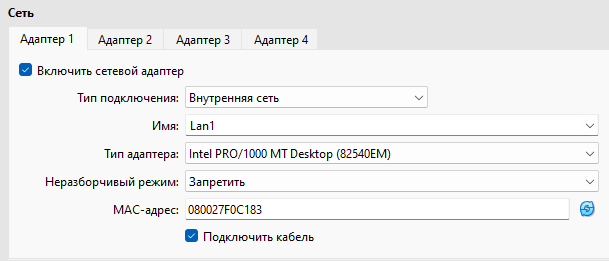 Сеть
Адаптер 1 Адаптер 2 Адаптер 3 Адаптер 4
Включить сетевой адаптер
Тип подключения: Внутренняя сеть
Имя: Lan1
Тип адаптера: Intel PRO/1000 MT Desktop (82540EM)
Неразборчивый режим: Запретить
MAC-адрес: 080027F0C183
Подключить кабель